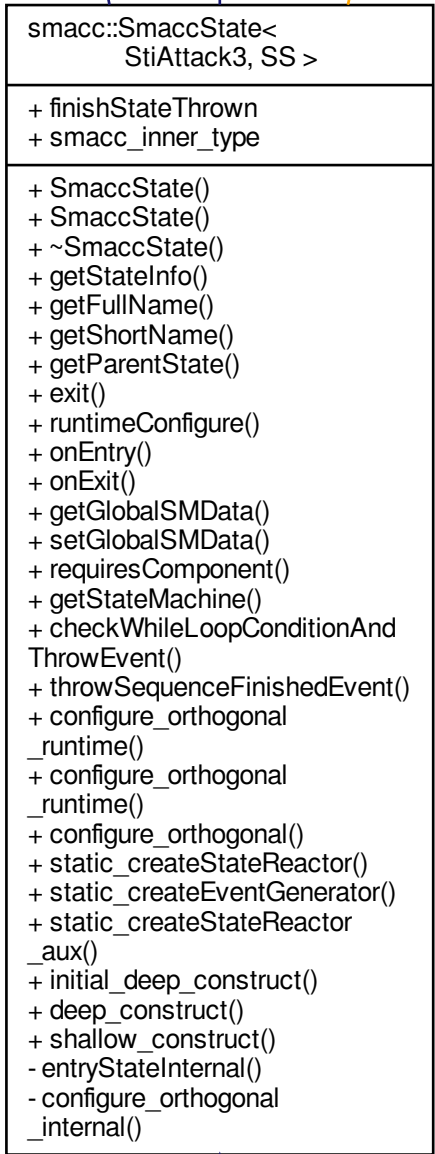 smacc::SmaccState<
StiAttack3, SS >
+ finishStateThrown
+ smacc_inner_type
+ SmaccState()
+ SmaccState()
+ ~SmaccState()
+ getStateInfo()
+ getFullName()
+ getShortName()
+ getParentState()
+ exit()
+ runtimeConfigure()
+ onEntry()
+ onExit()
+ getGlobalSMData()
+ setGlobalSMData()
+ requiresComponent()
+ getStateMachine()
+ checkWhileLoopConditionAnd
ThrowEvent()
+ throwSequenceFinishedEvent()
+ configure_orthogonal
_runtime()
+ configure_orthogonal
_runtime()
+ configure_orthogonal()
+ static_createStateReactor()
+ static_createEventGenerator()
+ static_createStateReactor
_aux()
+ initial_deep_construct()
+ deep_construct()
+ shallow_construct()
- entryStateInternal()
- configure_orthogonal
_internal()